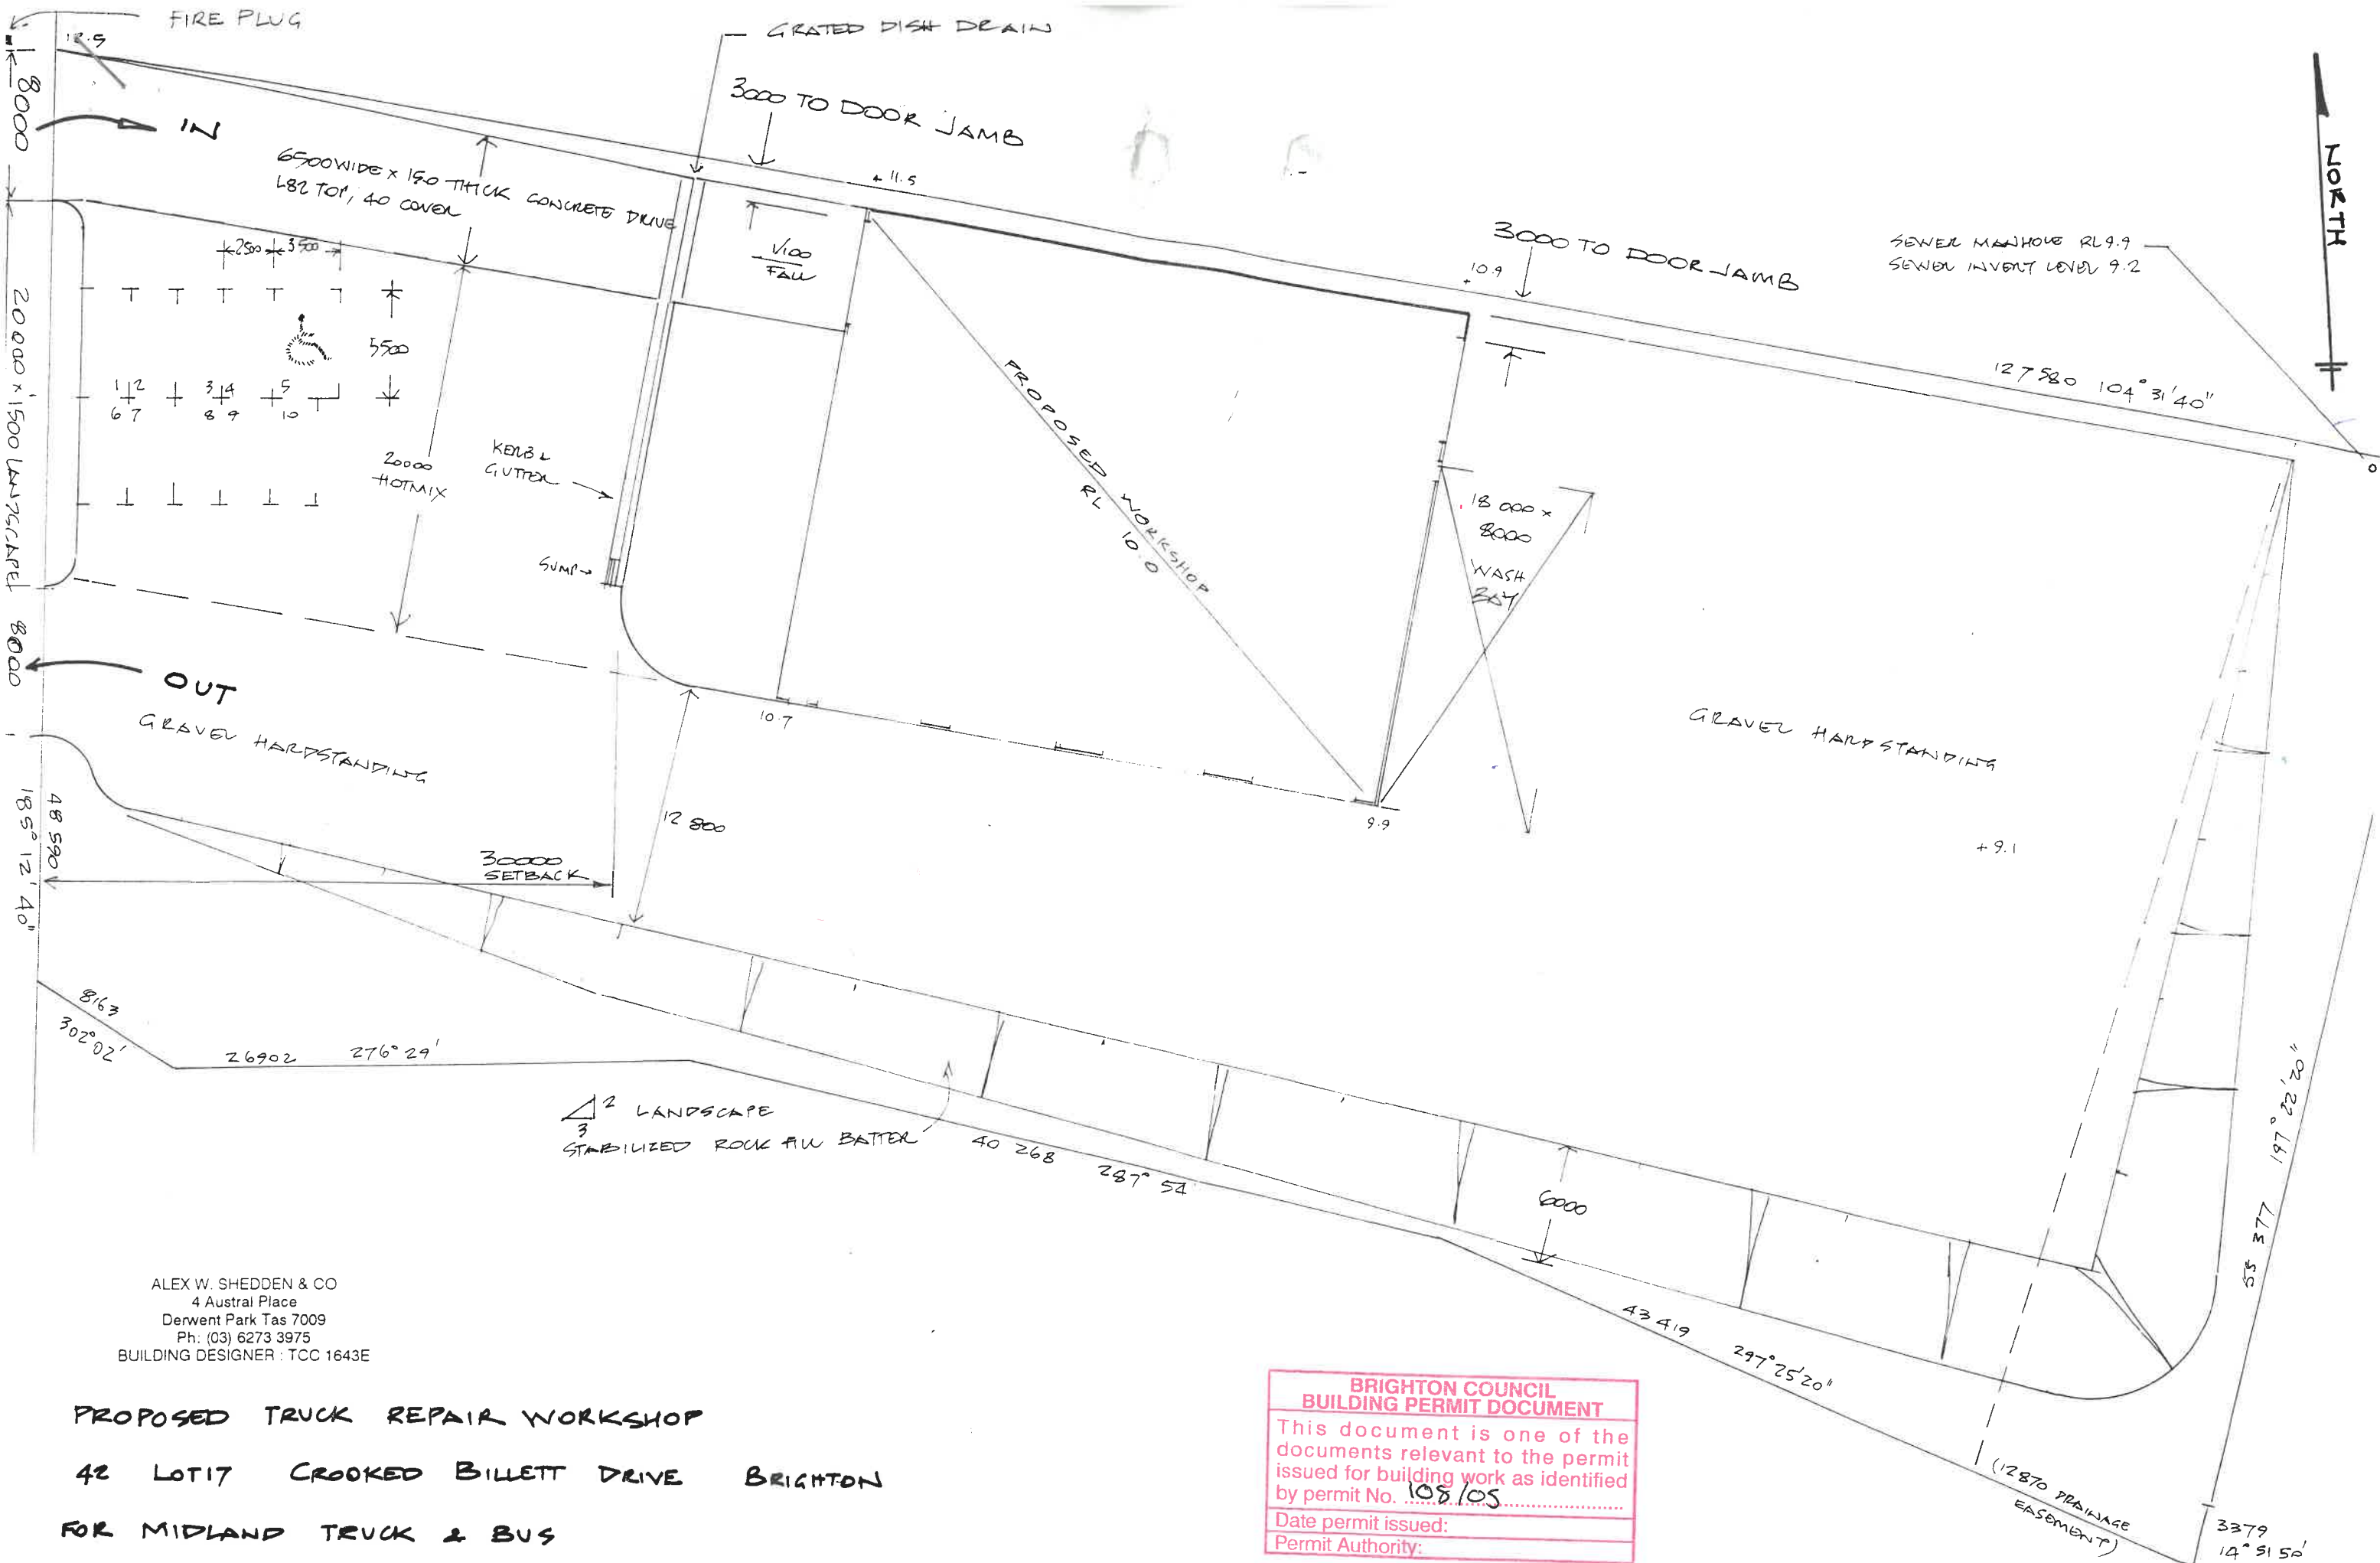 FIRE PLUG
12.5
GRATED DISH DRAIN
3000 TO DOOR JAMB
8000
IN
6500 WIDE x 150 THICK CONCRETE DRIVE
L82 TOP, 40 COVER
+ 11.5
1/100
FALL
3000 TO DOOR JAMB
10.9
+
SEWER MANHOLE RL 9.9
SEWER INVERT LEVEL 9.2
NORTH
127580 104° 31' 40"
2500 3500
5500
1 2 3 4 5
6 7 8 9 10
20000 x 1500 LANDSCAPE
20000
HOTMIX
KERB &
GUTTER
SUMP
PROPOSED WORKSHOP
RL 10.0
18 000 x
8000
WASH
BAY
8000
OUT
GRAVEL HARDSTANDING
10.7
9.9
GRAVEL HARDSTANDING
+ 9.1
12 800
30000
SETBACK
48 590
185° 12' 40"
8163
302° 02'
26902 276° 29'
2
3
LANDSCAPE
STABILIZED ROCK FILL BATTER
40 268 287° 54
6000
43 419 297° 25' 20"
55 377 197° 22' 20"
(12870 DRAINAGE
EASEMENT)
3379
14° 51 50'
ALEX W. SHEDDEN & CO
4 Austral Place
Derwent Park Tas 7009
Ph: (03) 6273 3975
BUILDING DESIGNER : TCC 1643E
PROPOSED TRUCK REPAIR WORKSHOP
42 LOT 17 CROOKED BILLETT DRIVE BRIGHTON
FOR MIDLAND TRUCK & BUS
BRIGHTON COUNCIL
BUILDING PERMIT DOCUMENT
This document is one of the
documents relevant to the permit
issued for building work as identified
by permit No. 108/05
Date permit issued:
Permit Authority: